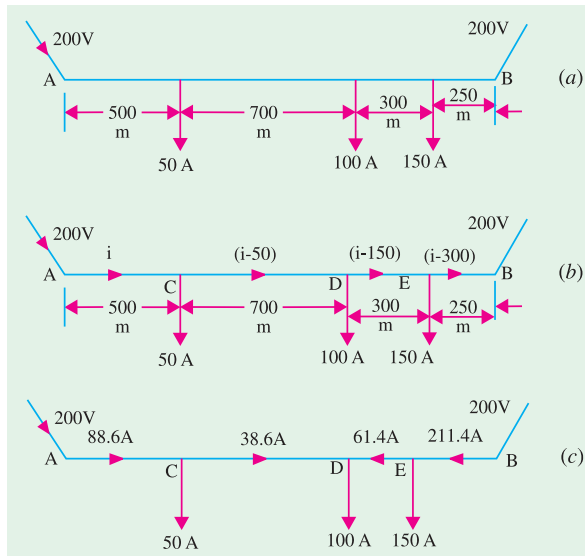 200V 200V
A B (a)
500 m 700 m 300 m 250 m
50 A 100 A 150 A
200V 200V
i (i-50) (i-150) (i-300)
A C D E B (b)
500 m 700 m 300 m 250 m
50 A 100 A 150 A
200V 200V
88.6A 38.6A 61.4A 211.4A
A C D E B (c)
50 A 100 A 150 A